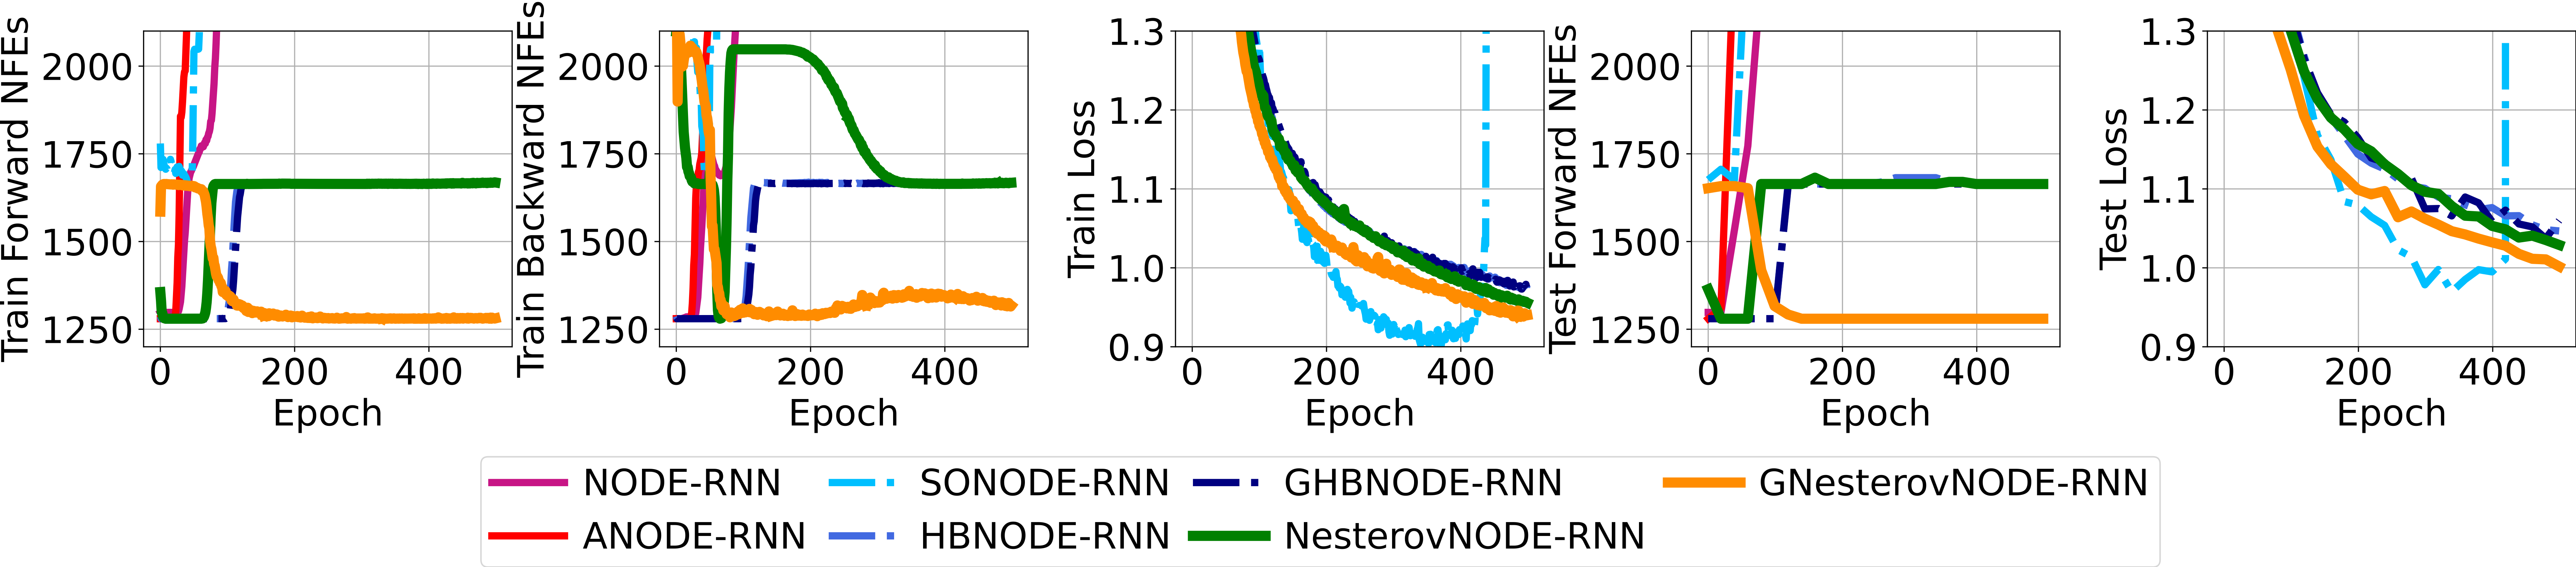 Train Forward NFEs
2000
1750
1500
1250
0 200 400
Epoch
Train Backward NFEs
2000
1750
1500
1250
0 200 400
Epoch
Train Loss
1.3
1.2
1.1
1.0
0.9
0 200 400
Epoch
Test Forward NFEs
2000
1750
1500
1250
0 200 400
Epoch
Test Loss
1.3
1.2
1.1
1.0
0.9
0 200 400
Epoch
NODE-RNN SONODE-RNN GHBNODE-RNN GNesterovNODE-RNN
ANODE-RNN HBNODE-RNN NesterovNODE-RNN